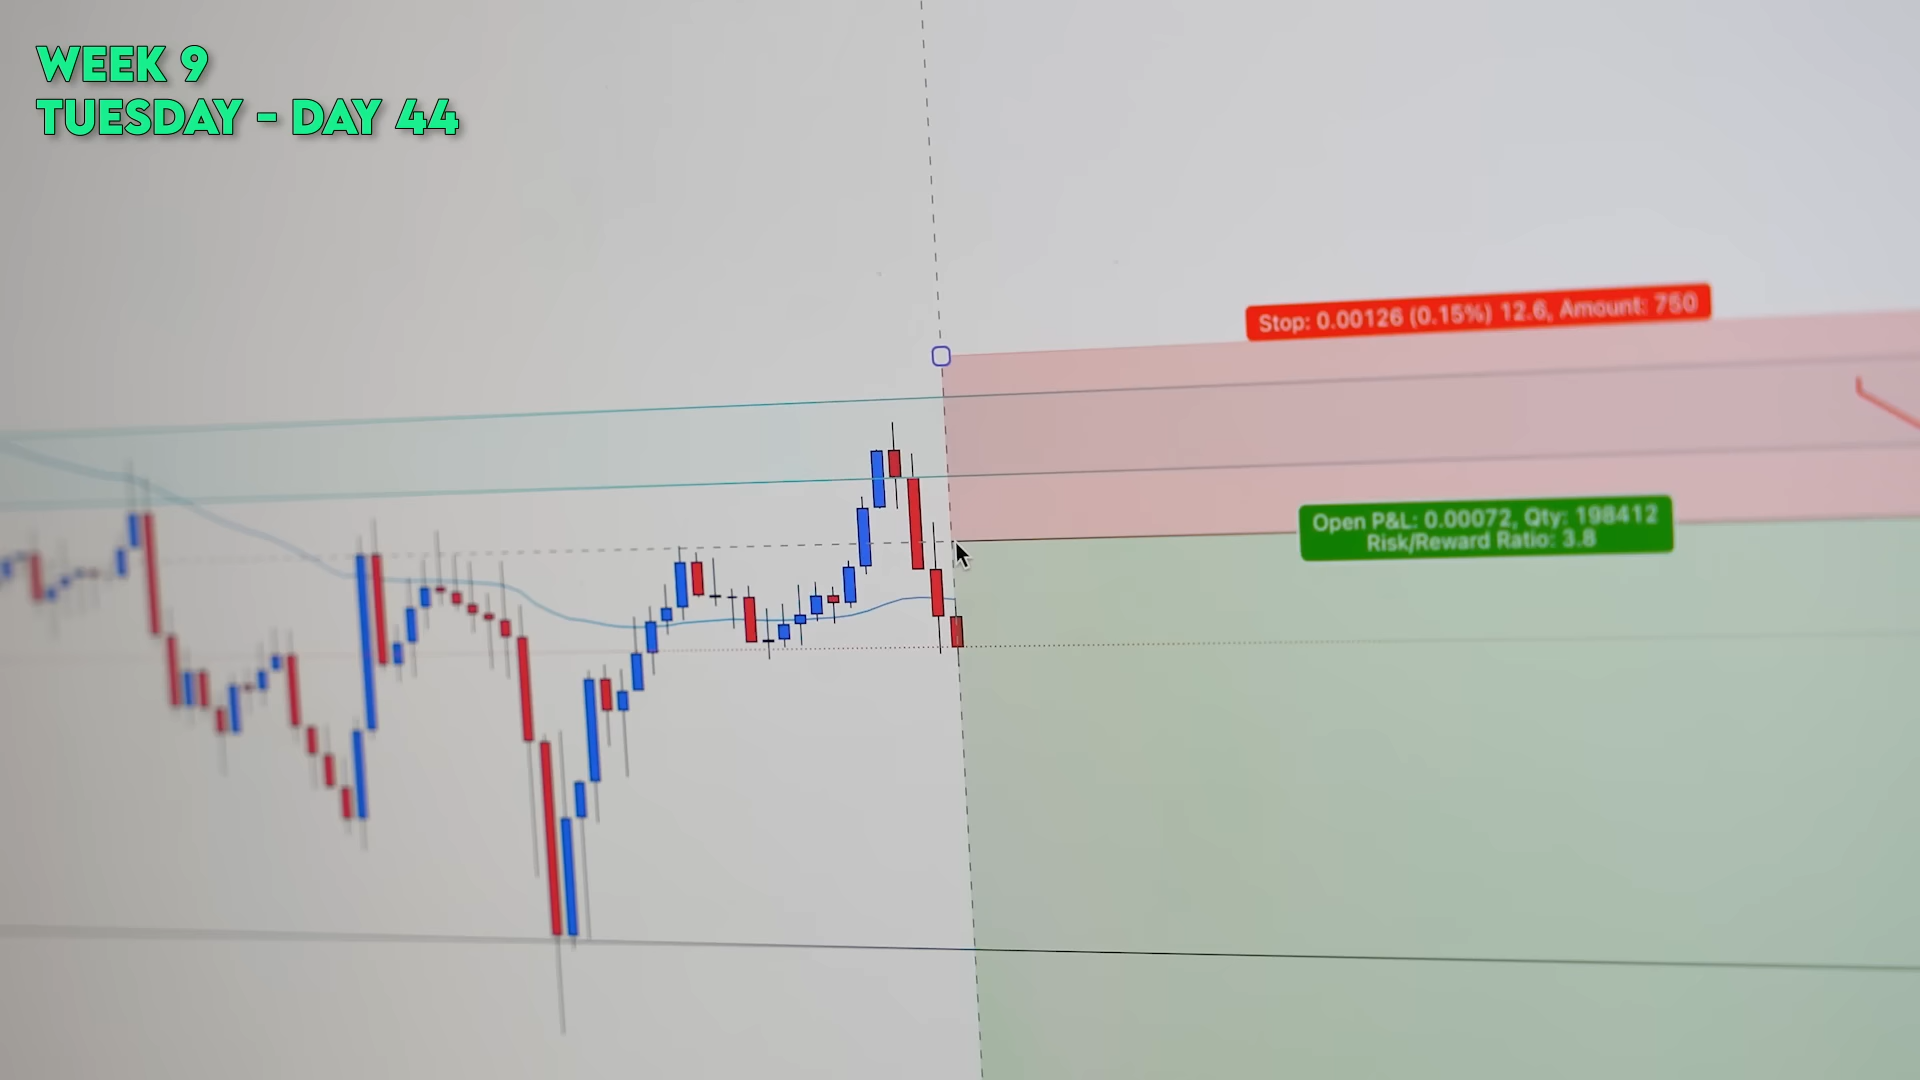 WEEK 9
TUESDAY - DAY 44
Stop: 0.00126 (0.15%) 12.6, Amount: 750
Open P&L: 0.00072, Qty: 198412
Risk/Reward Ratio: 3.8